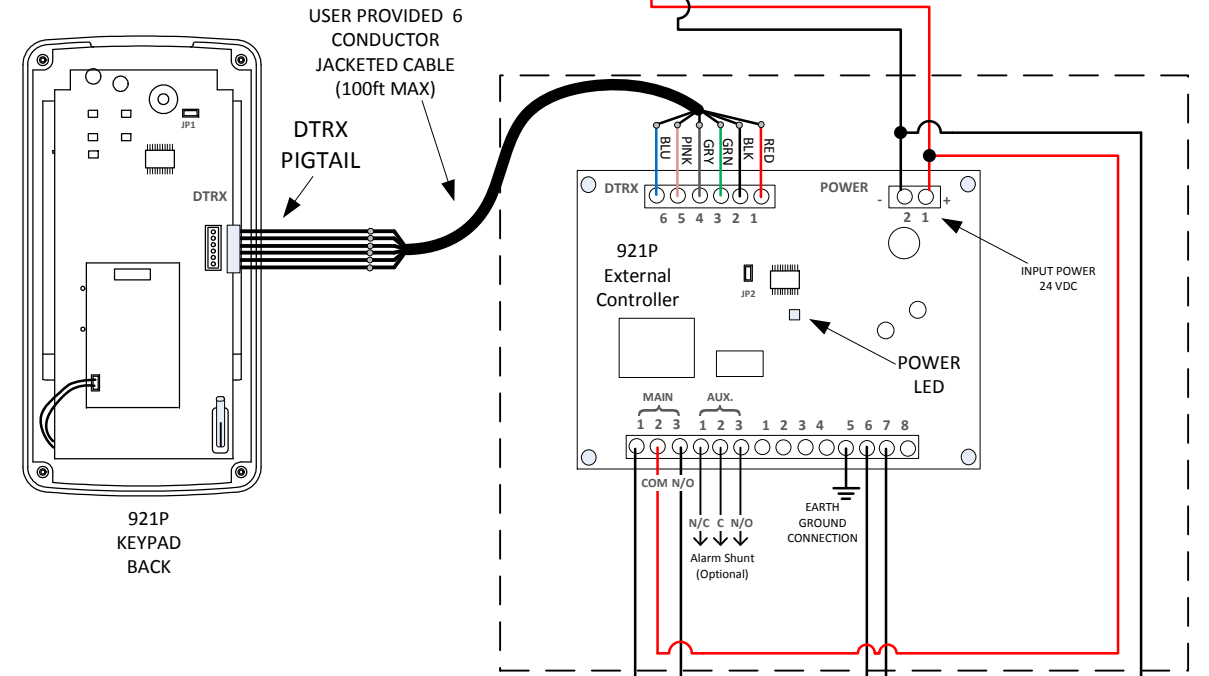 USER PROVIDED 6
CONDUCTOR
JACKETED CABLE
(100ft MAX)
DTRX
PIGTAIL
JP1
DTRX
921P
KEYPAD
BACK
BLU
PINK
GRY
GRN
BLK
RED
DTRX
6 5 4 3 2 1
POWER
- +
2 1
921P
External
Controller
JP2
INPUT POWER
24 VDC
POWER
LED
MAIN AUX.
1 2 3 1 2 3 1 2 3 4 5 6 7 8
COM N/O
N/C C N/O
Alarm Shunt
(Optional)
EARTH
GROUND
CONNECTION